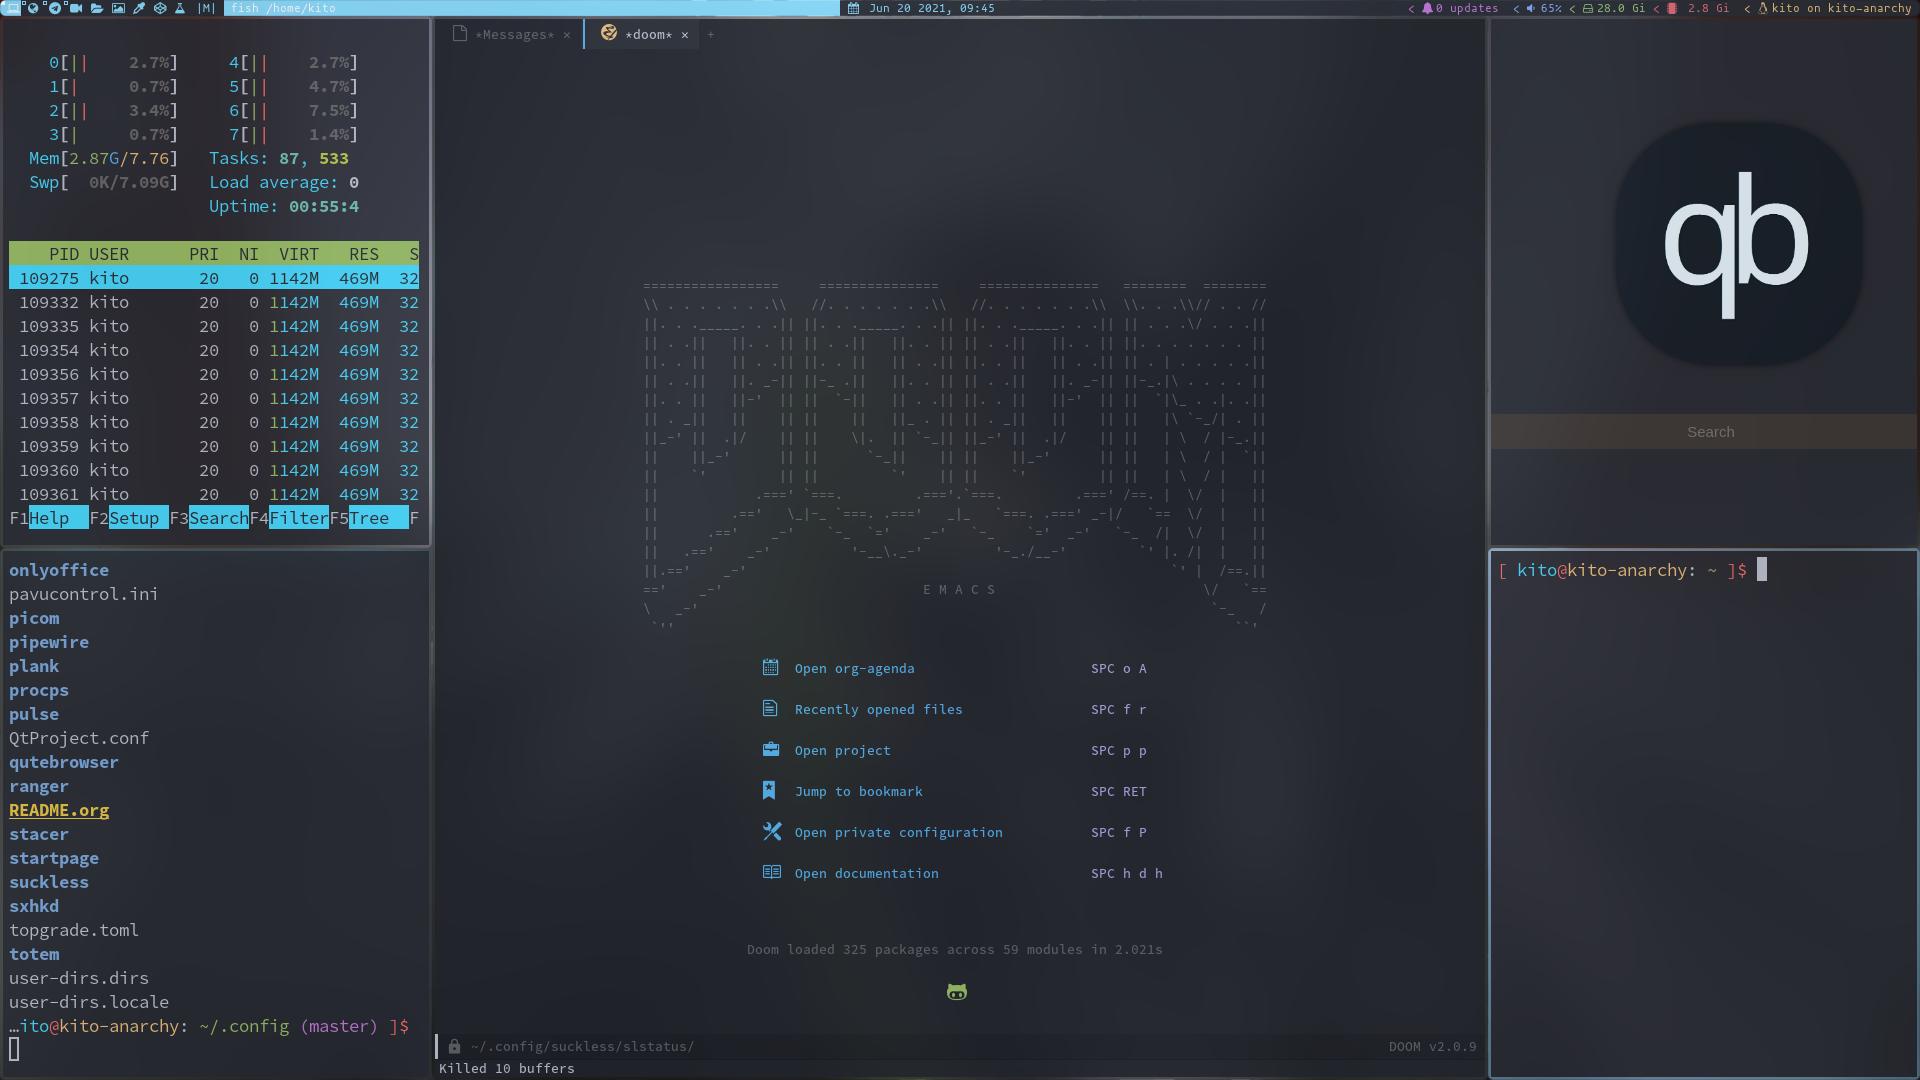 |M| fish /home/kito Jun 20 2021, 09:45 < 0 updates < 65% < 28.0 Gi < 2.8 Gi < kito on kito-anarchy
*Messages* × *doom* × +
0[|| 2.7%] 4[|| 2.7%]
1[| 0.7%] 5[|| 4.7%]
2[|| 3.4%] 6[|| 7.5%]
3[| 0.7%] 7[|| 1.4%]
Mem[2.87G/7.76] Tasks: 87, 533
Swp[ 0K/7.09G] Load average: 0
Uptime: 00:55:4
PID USER PRI NI VIRT RES S
109275 kito 20 0 1142M 469M 32
109332 kito 20 0 1142M 469M 32
109335 kito 20 0 1142M 469M 32
109354 kito 20 0 1142M 469M 32
109356 kito 20 0 1142M 469M 32
109357 kito 20 0 1142M 469M 32
109358 kito 20 0 1142M 469M 32
109359 kito 20 0 1142M 469M 32
109360 kito 20 0 1142M 469M 32
109361 kito 20 0 1142M 469M 32
F1Help F2Setup F3SearchF4FilterF5Tree F
onlyoffice
pavucontrol.ini
picom
pipewire
plank
procps
pulse
QtProject.conf
qutebrowser
ranger
README.org
stacer
startpage
suckless
sxhkd
topgrade.toml
totem
user-dirs.dirs
user-dirs.locale
…ito@kito-anarchy: ~/.config (master) ]$
E M A C S
Open org-agenda SPC o A
Recently opened files SPC f r
Open project SPC p p
Jump to bookmark SPC RET
Open private configuration SPC f P
Open documentation SPC h d h
Doom loaded 325 packages across 59 modules in 2.021s
~/.config/suckless/slstatus/ DOOM v2.0.9
Killed 10 buffers
qb
Search
[ kito@kito-anarchy: ~ ]$